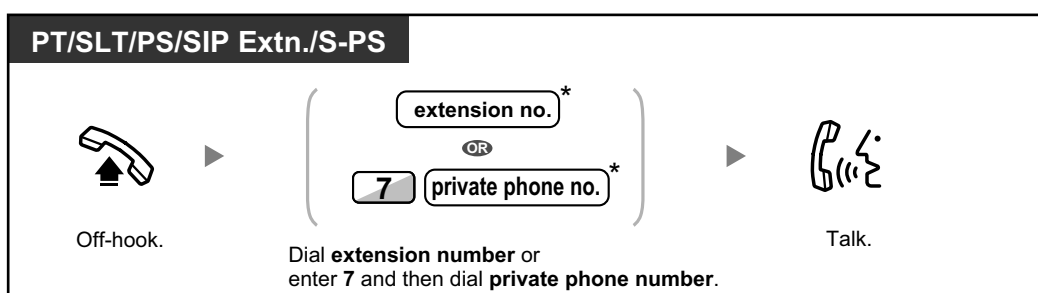 PT/SLT/PS/SIP Extn./S-PS
extension no.*
OR
7 private phone no.*
Off-hook.
Dial extension number or
enter 7 and then dial private phone number.
Talk.